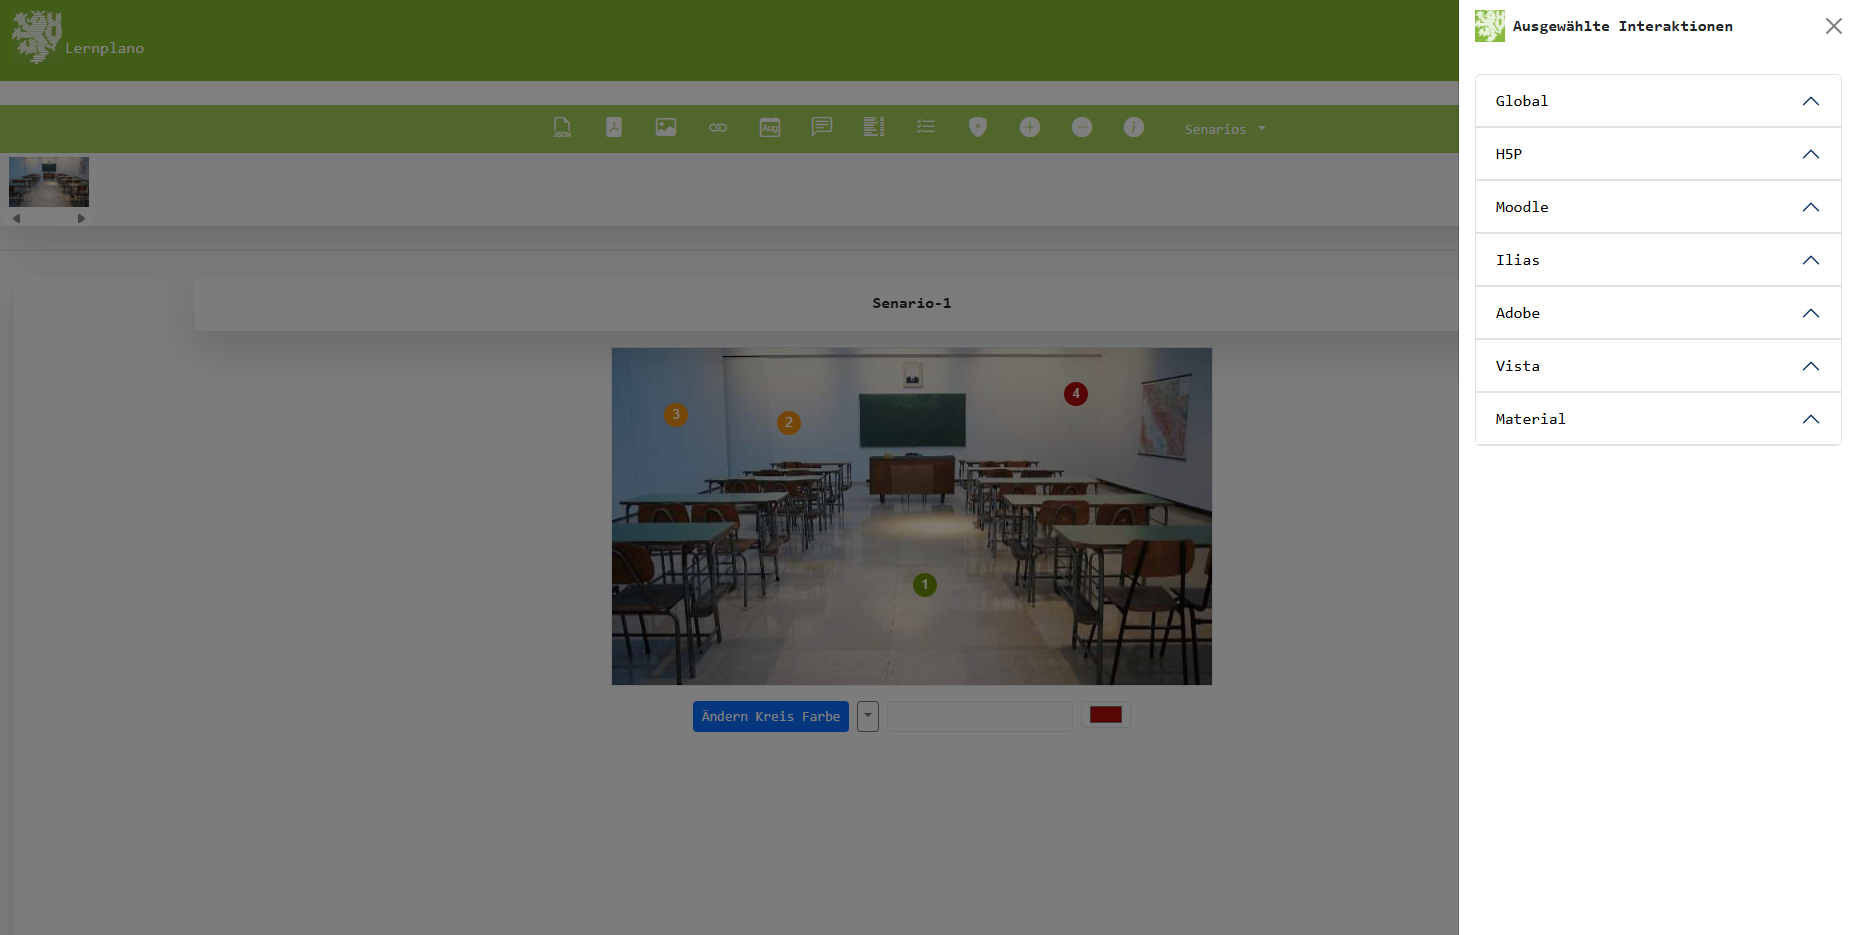 Lernplano
JSON
Aug
Senarios
Senario-1
3
2
4
1
Ändern Kreis Farbe
Ausgewählte Interaktionen
Global
H5P
Moodle
Ilias
Adobe
Vista
Material